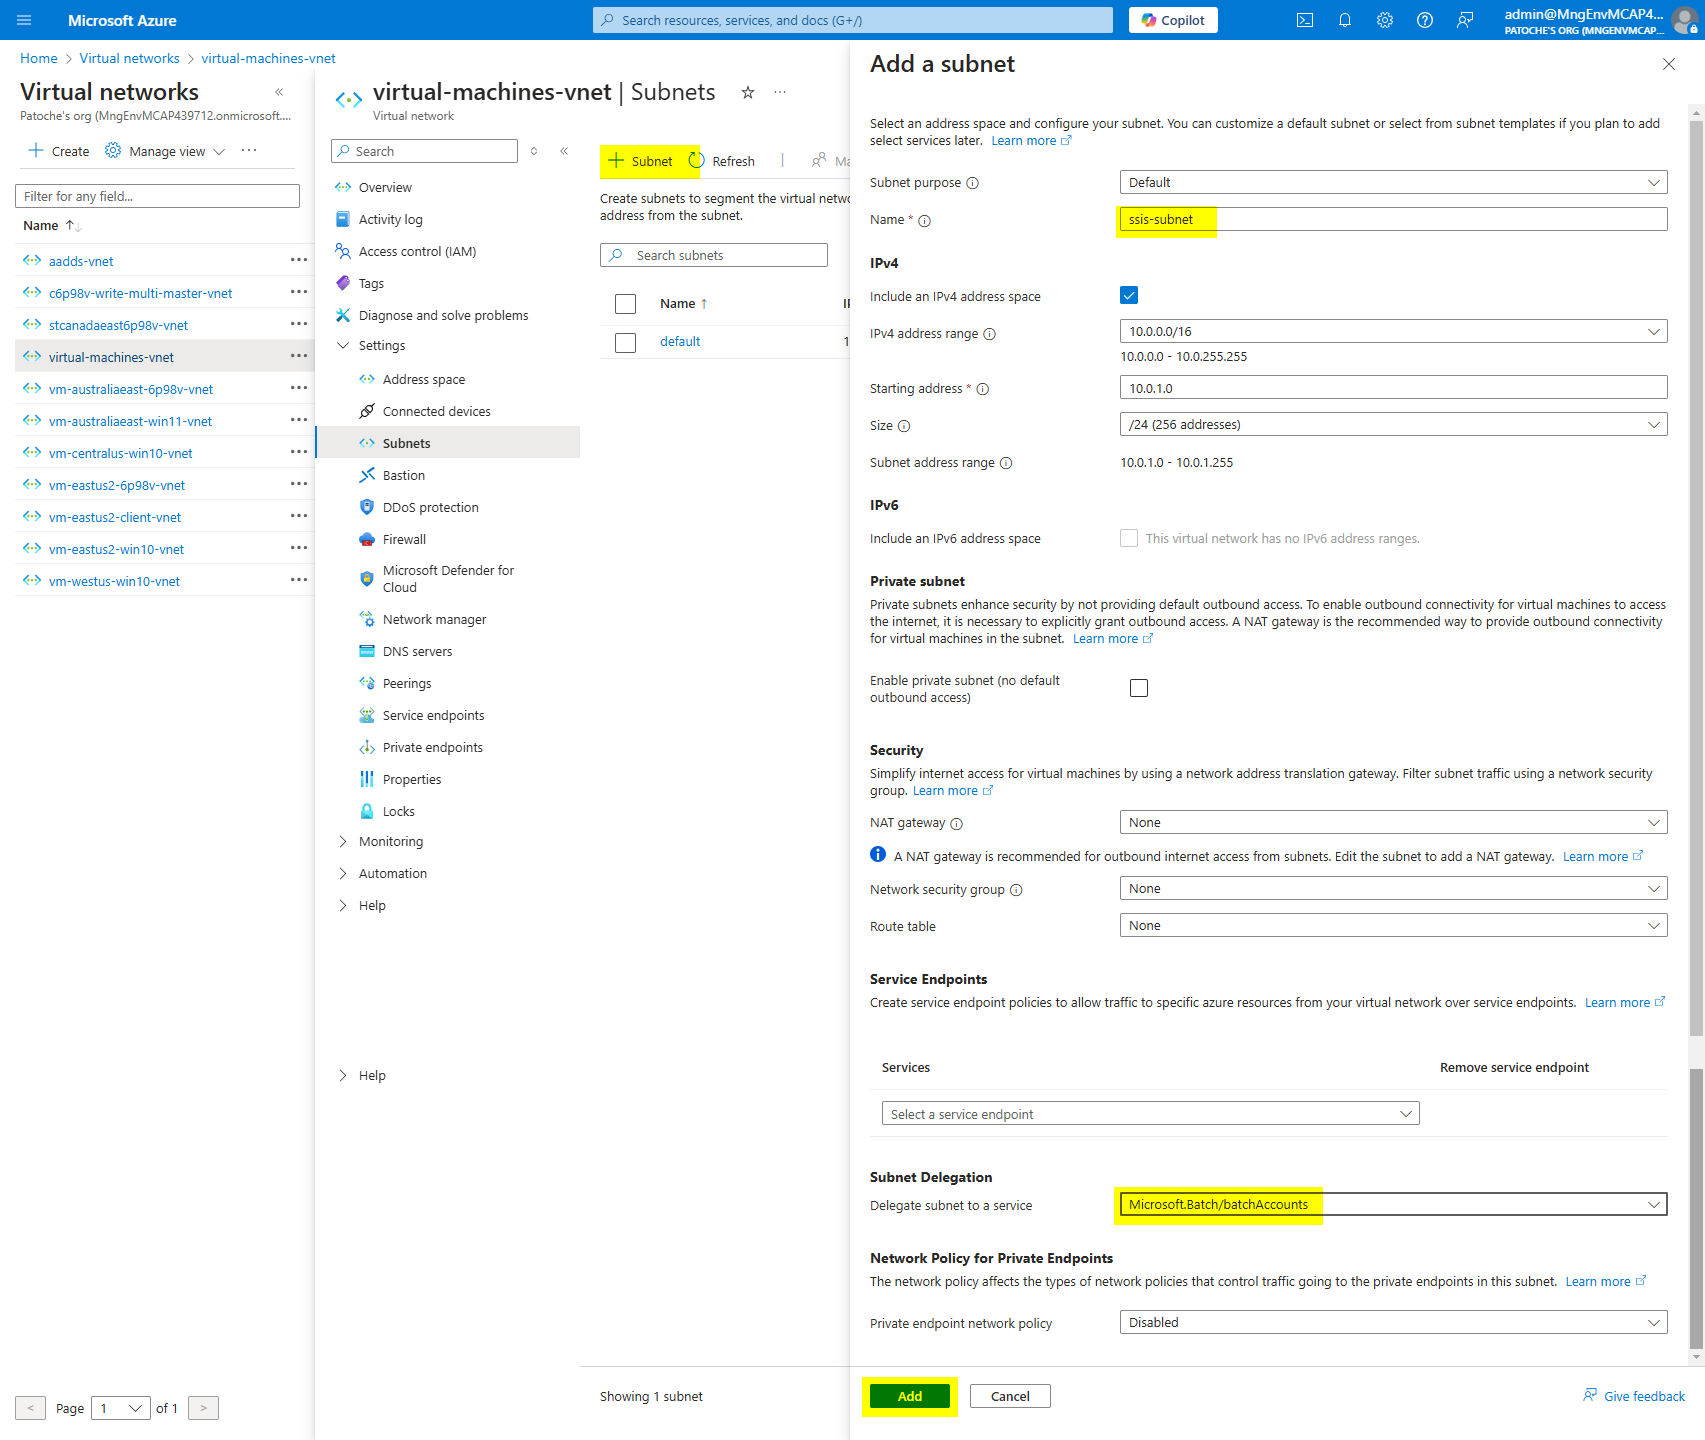 Microsoft Azure
Search resources, services, and docs (G+/)
Copilot
admin@MngEnvMCAP4...
PATOCHE'S ORG (MNGENVMCAP...
Home > Virtual networks > virtual-machines-vnet
Virtual networks
«
Patoche's org (MngEnvMCAP439712.onmicrosoft....
Create
Manage view
...
Filter for any field...
Name ↑↓
aadds-vnet
c6p98v-write-multi-master-vnet
stcanadaeast6p98v-vnet
virtual-machines-vnet
vm-australiaeast-6p98v-vnet
vm-australiaeast-win11-vnet
vm-centralus-win10-vnet
vm-eastus2-6p98v-vnet
vm-eastus2-client-vnet
vm-eastus2-win10-vnet
vm-westus-win10-vnet
< Page 1 of 1 >
virtual-machines-vnet | Subnets
Virtual network
Search
«
Overview
Activity log
Access control (IAM)
Tags
Diagnose and solve problems
Settings
Address space
Connected devices
Subnets
Bastion
DDoS protection
Firewall
Microsoft Defender for
Cloud
Network manager
DNS servers
Peerings
Service endpoints
Private endpoints
Properties
Locks
Monitoring
Automation
Help
Help
+ Subnet
Refresh
Ma
Create subnets to segment the virtual netwo
address from the subnet.
Search subnets
Name ↑
IP
default
1
Showing 1 subnet
Add a subnet
Select an address space and configure your subnet. You can customize a default subnet or select from subnet templates if you plan to add
select services later. Learn more
Subnet purpose
Default
Name *
ssis-subnet
IPv4
Include an IPv4 address space
IPv4 address range
10.0.0.0/16
10.0.0.0 - 10.0.255.255
Starting address *
10.0.1.0
Size
/24 (256 addresses)
Subnet address range
10.0.1.0 - 10.0.1.255
IPv6
Include an IPv6 address space
This virtual network has no IPv6 address ranges.
Private subnet
Private subnets enhance security by not providing default outbound access. To enable outbound connectivity for virtual machines to access
the internet, it is necessary to explicitly grant outbound access. A NAT gateway is the recommended way to provide outbound connectivity
for virtual machines in the subnet. Learn more
Enable private subnet (no default
outbound access)
Security
Simplify internet access for virtual machines by using a network address translation gateway. Filter subnet traffic using a network security
group. Learn more
NAT gateway
None
A NAT gateway is recommended for outbound internet access from subnets. Edit the subnet to add a NAT gateway. Learn more
Network security group
None
Route table
None
Service Endpoints
Create service endpoint policies to allow traffic to specific azure resources from your virtual network over service endpoints. Learn more
Services
Remove service endpoint
Select a service endpoint
Subnet Delegation
Delegate subnet to a service
Microsoft.Batch/batchAccounts
Network Policy for Private Endpoints
The network policy affects the types of network policies that control traffic going to the private endpoints in this subnet. Learn more
Private endpoint network policy
Disabled
Add
Cancel
Give feedback